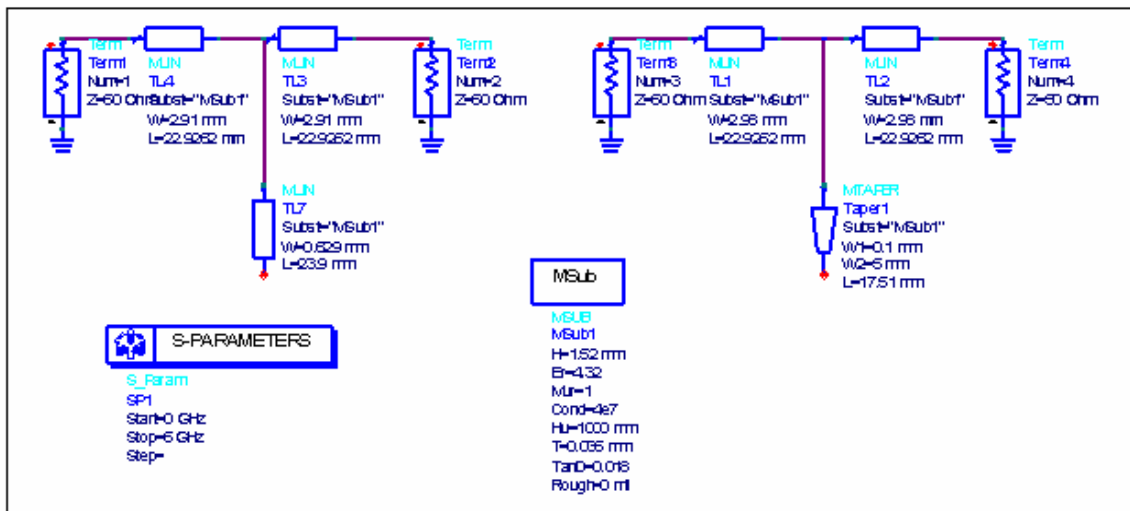 Term
Term1
Num=1
Z=50 Ohm
MLIN
TL4
Subst="MSub1"
W=2.91 mm
L=22.9262 mm
MLIN
TL3
Subst="MSub1"
W=2.91 mm
L=22.9262 mm
Term
Term2
Num=2
Z=50 Ohm
MLIN
TL7
Subst="MSub1"
W=0.629 mm
L=23.9 mm
Term
Term3
Num=3
Z=50 Ohm
MLIN
TL1
Subst="MSub1"
W=2.98 mm
L=22.9262 mm
MLIN
TL2
Subst="MSub1"
W=2.98 mm
L=22.9262 mm
Term
Term4
Num=4
Z=50 Ohm
MTAPER
Taper1
Subst="MSub1"
W1=0.1 mm
W2=5 mm
L=17.51 mm
S-PARAMETERS
S_Param
SP1
Start=0 GHz
Stop=5 GHz
Step=
MSub
MSUB
MSub1
H=1.52 mm
Er=4.32
Mur=1
Cond=4e7
Hu=1000 mm
T=0.035 mm
TanD=0.018
Rough=0 mil